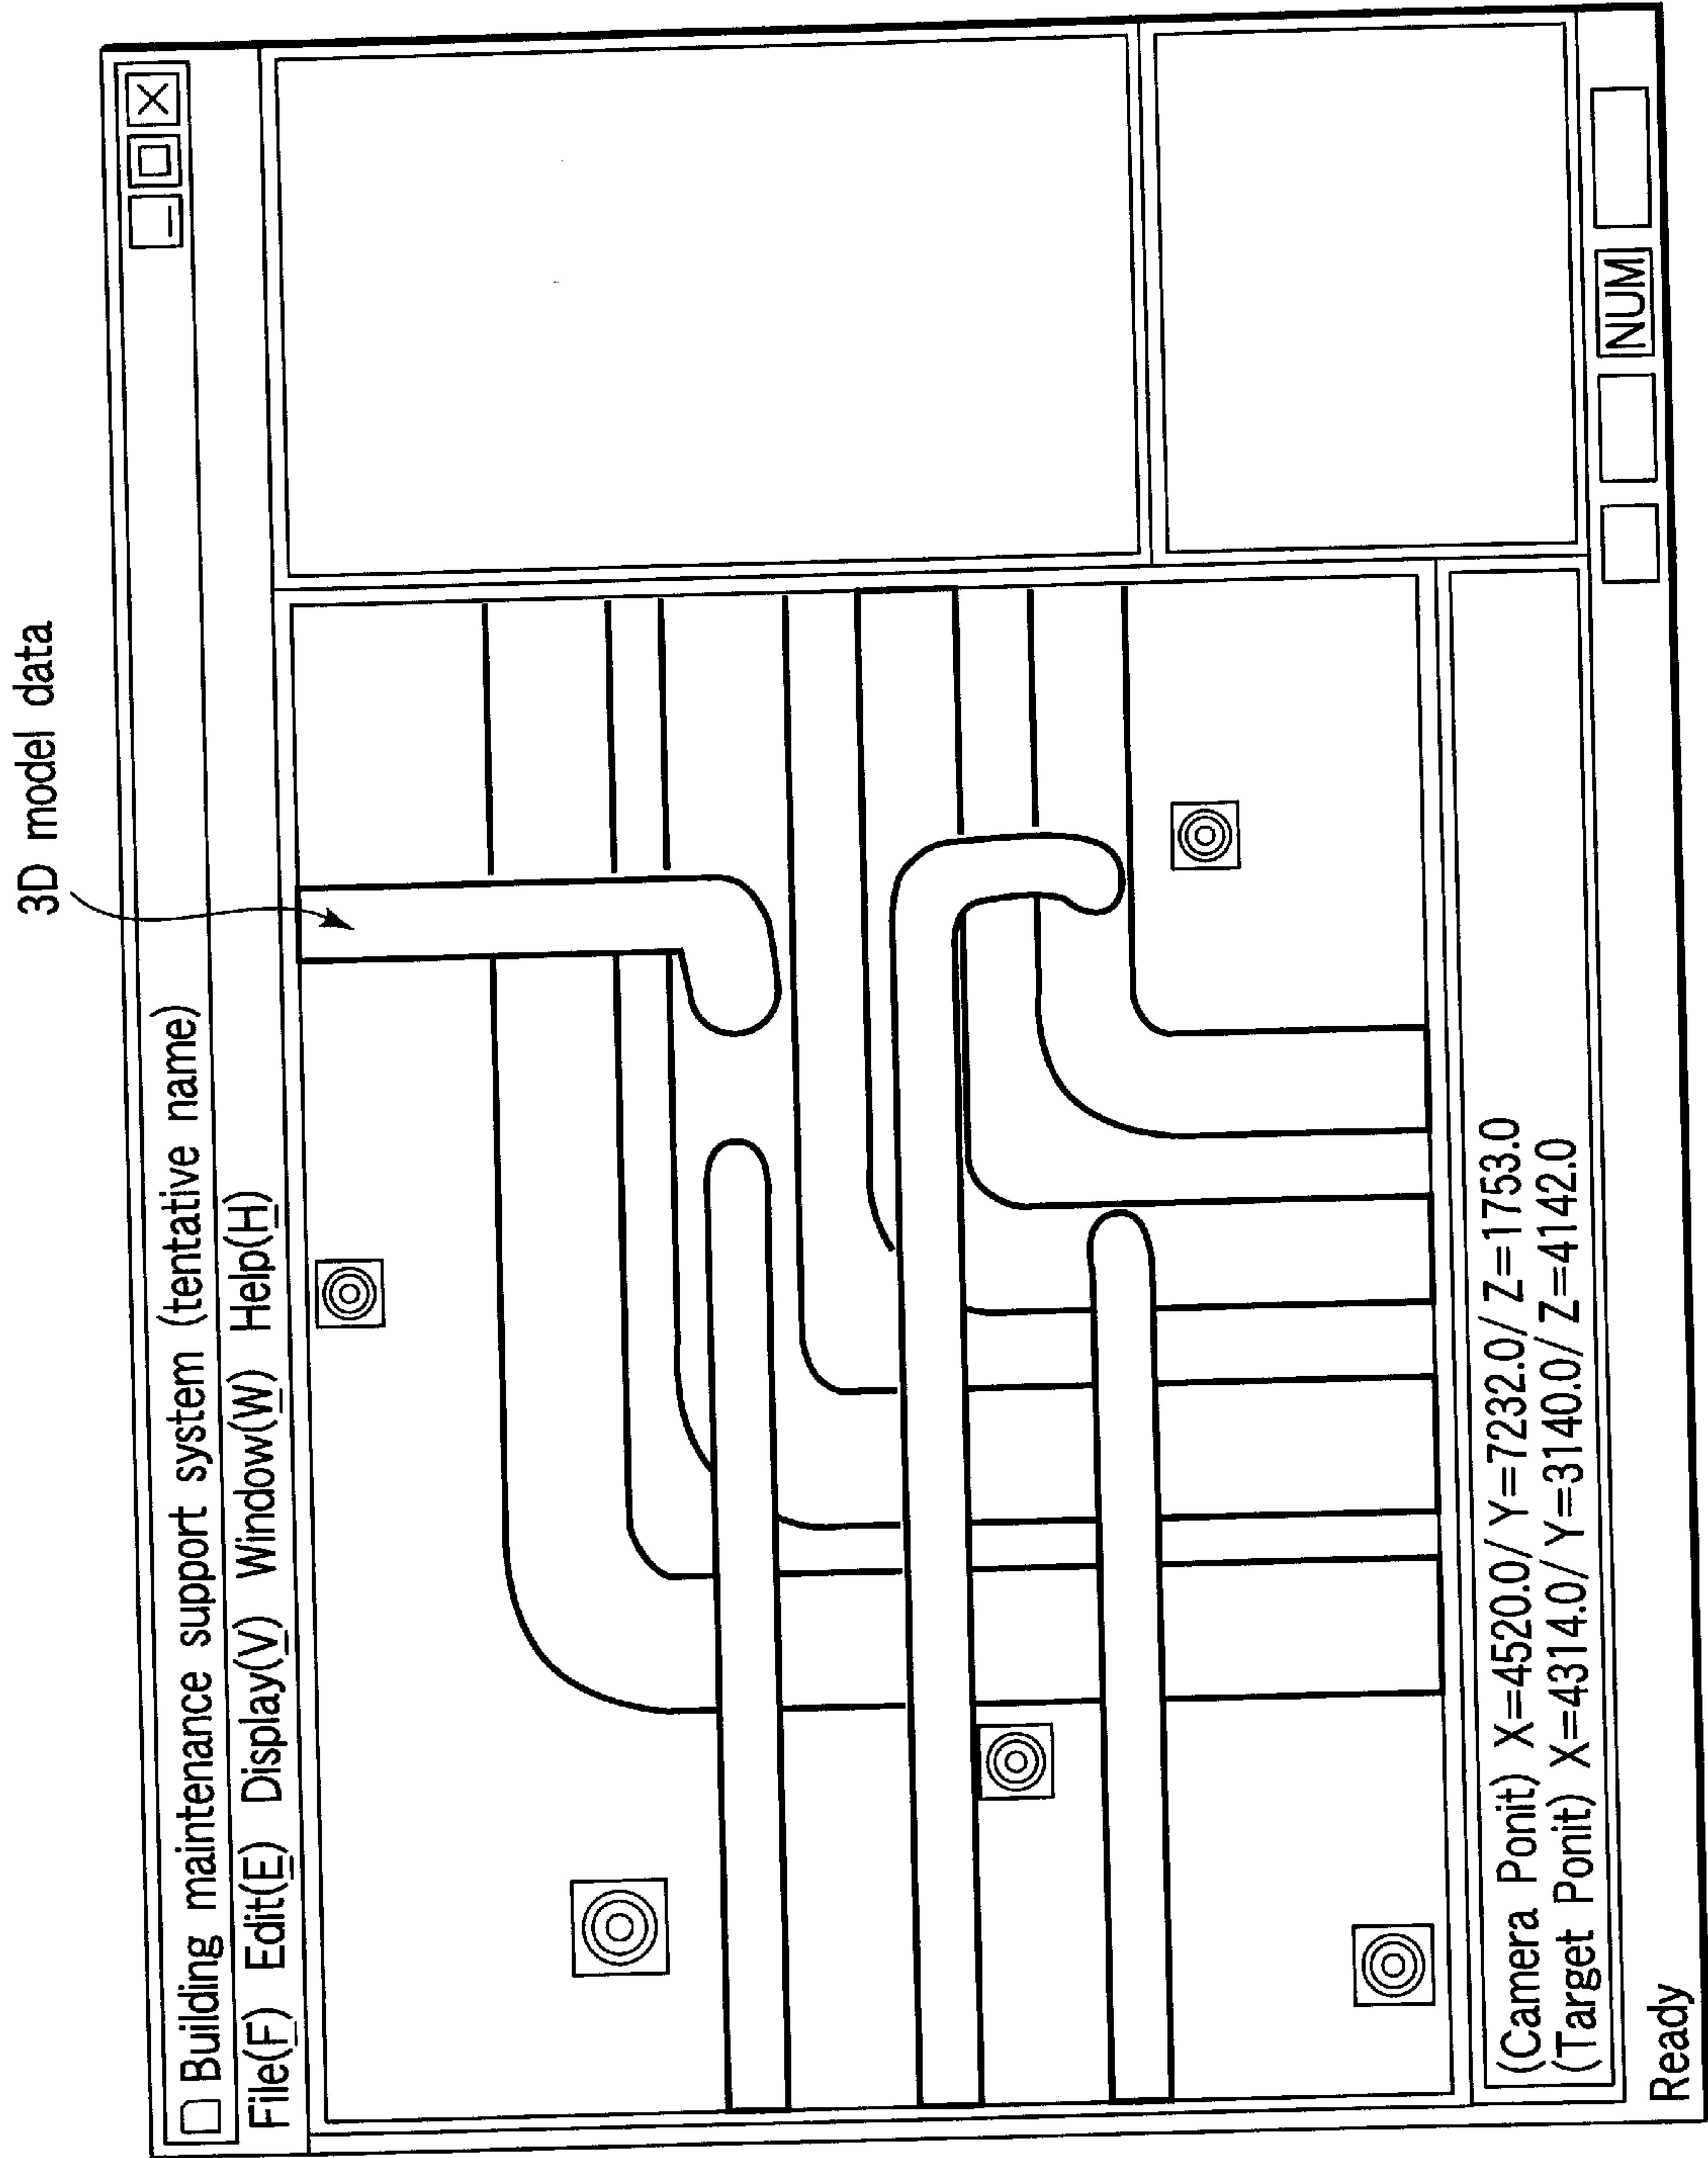 3D model data
Building maintenance support system (tentative name)
File(F) Edit(E) Display(V) Window(W) Help(H)
(Camera Ponit) X=4520.0/ Y=7232.0/ Z=1753.0
(Target Ponit) X=4314.0/ Y=3140.0/ Z=4142.0
Ready NUM